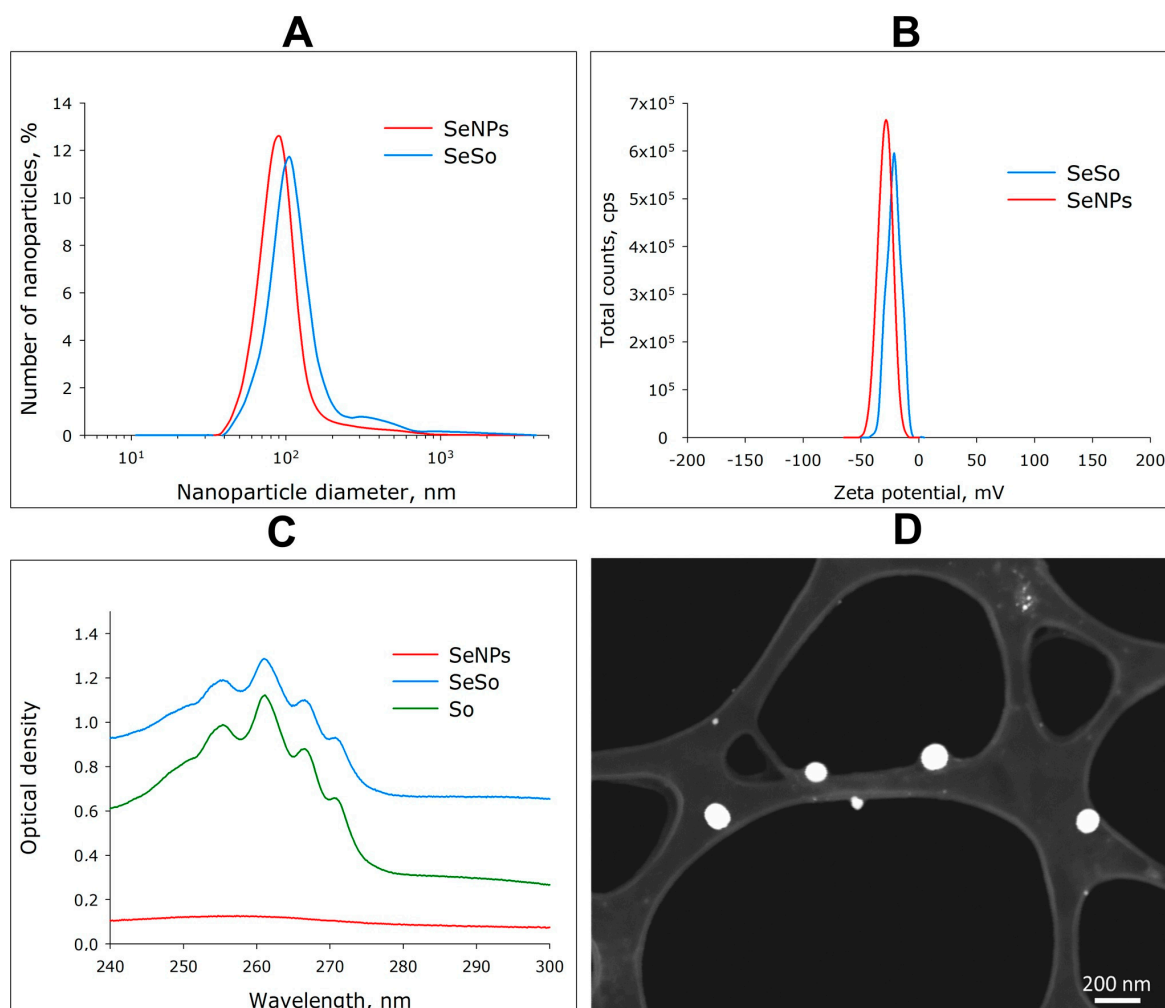 A
B
14
12
10
8
6
4
2
0
Number of nanoparticles, %
SeNPs
SeSo
10¹
10²
10³
Nanoparticle diameter, nm
7x10⁵
6x10⁵
5x10⁵
4x10⁵
3x10⁵
2x10⁵
10⁵
0
Total counts, cps
SeSo
SeNPs
-200
-150
-100
-50
0
50
100
150
200
Zeta potential, mV
C
D
1.4
1.2
1.0
0.8
0.6
0.4
0.2
0.0
Optical density
SeNPs
SeSo
So
240
250
260
270
280
290
300
Wavelength, nm
200 nm